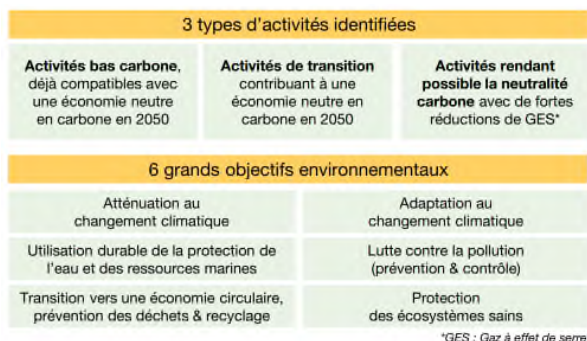 3 types d'activités identifiées
Activités bas carbone,
déjà compatibles avec
une économie neutre
en carbone en 2050
Activités de transition
contribuant à une
économie neutre en
carbone en 2050
Activités rendant
possible la neutralité
carbone avec de fortes
réductions de GES*
6 grands objectifs environnementaux
Atténuation au
changement climatique
Adaptation au
changement climatique
Utilisation durable de la protection de
l'eau et des ressources marines
Lutte contre la pollution
(prévention & contrôle)
Transition vers une économie circulaire,
prévention des déchets & recyclage
Protection
des écosystèmes sains
*GES : Gaz à effet de serre